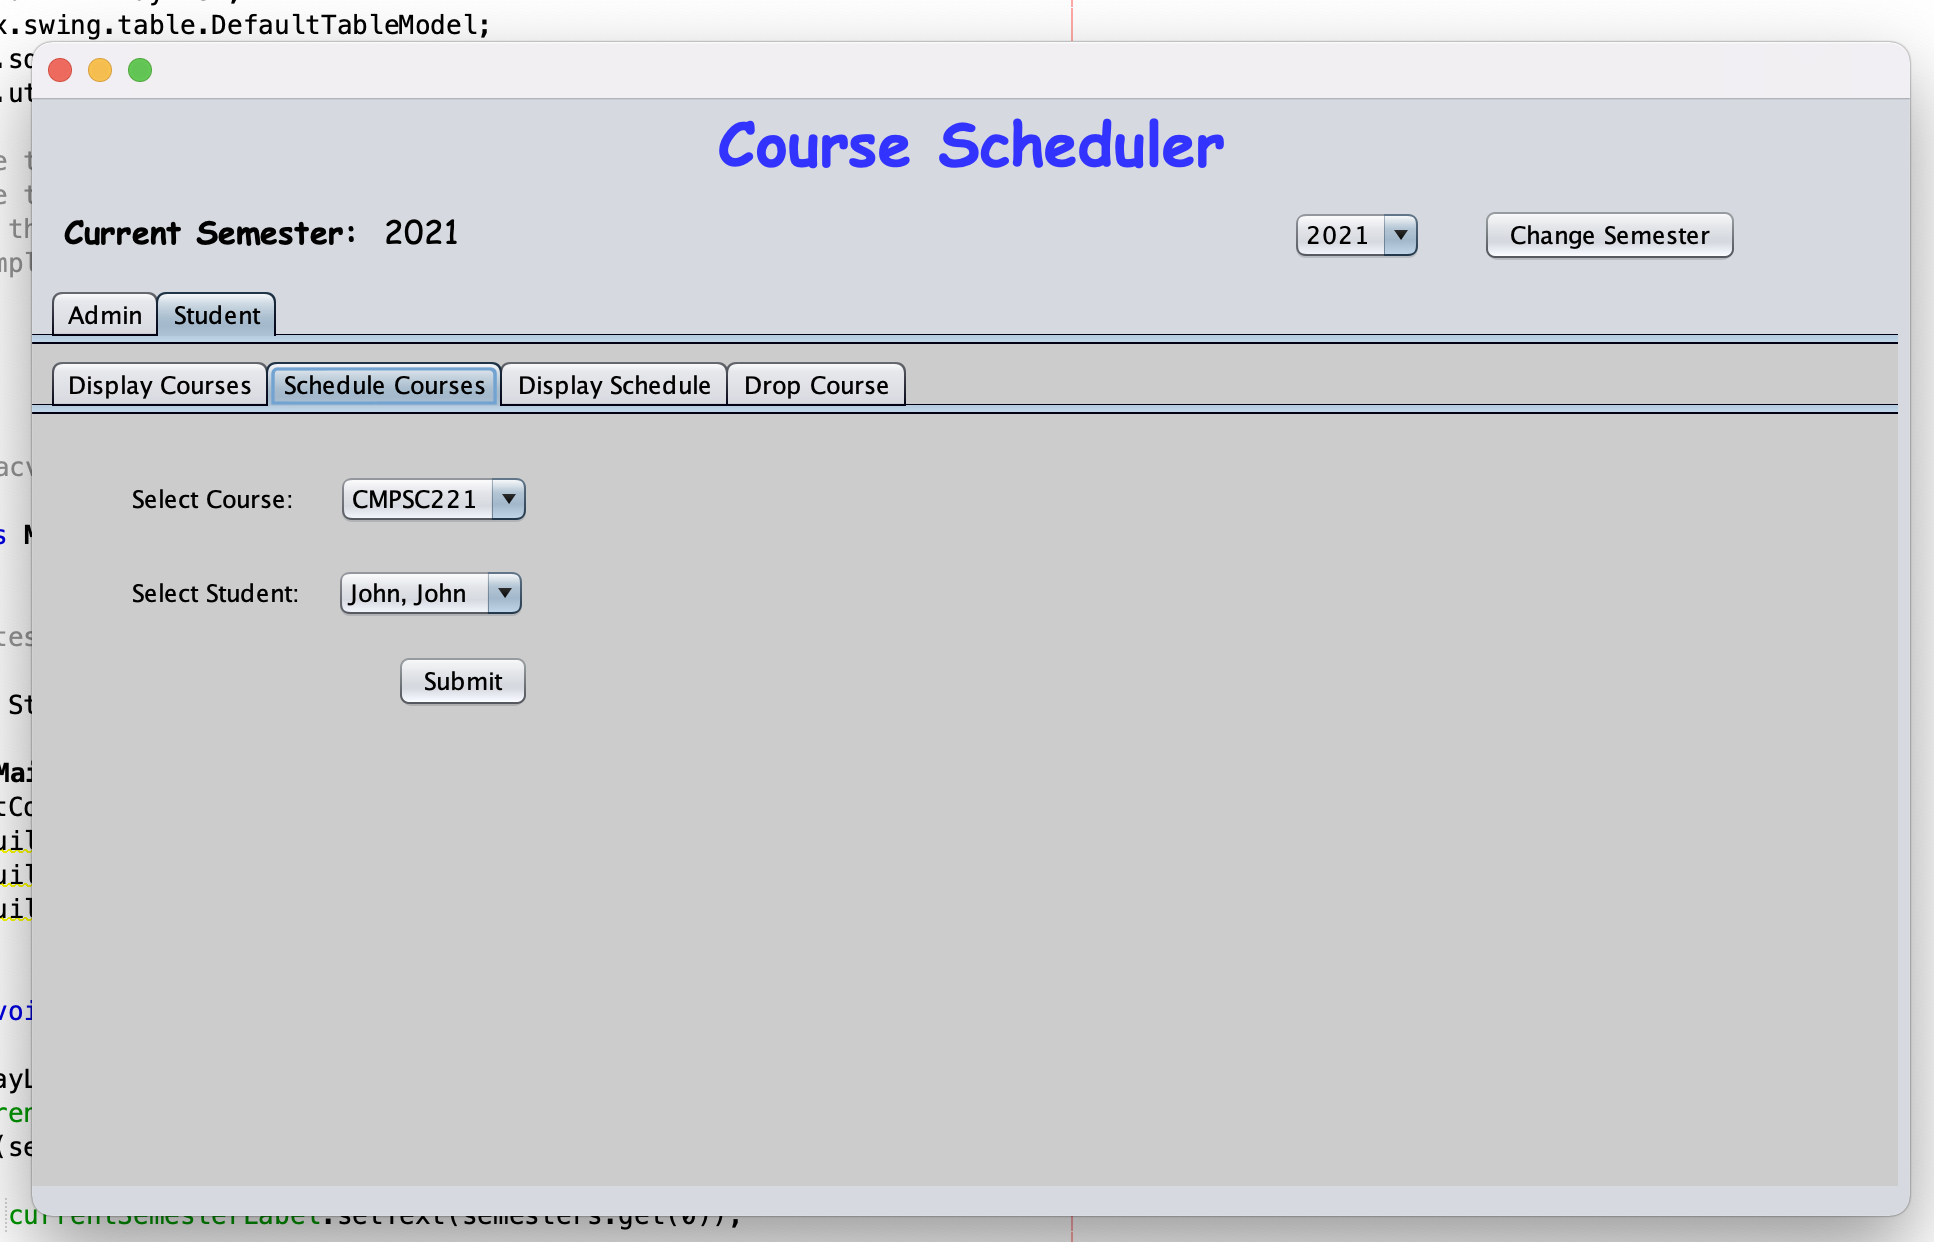 x.swing.table.DefaultTableModel;
.so
.ut
Course Scheduler
e t
e t
Current Semester: 2021
2021
Change Semester
th
mpl
Admin
Student
Display Courses
Schedule Courses
Display Schedule
Drop Course
acv
Select Course:
CMPSC221
s M
Select Student:
John, John
tes
Submit
St
Mai
tCo
uil
uil
uil
voi
ayL
ren
(se
currentSemesterLabel.setText(semesters.get(0));